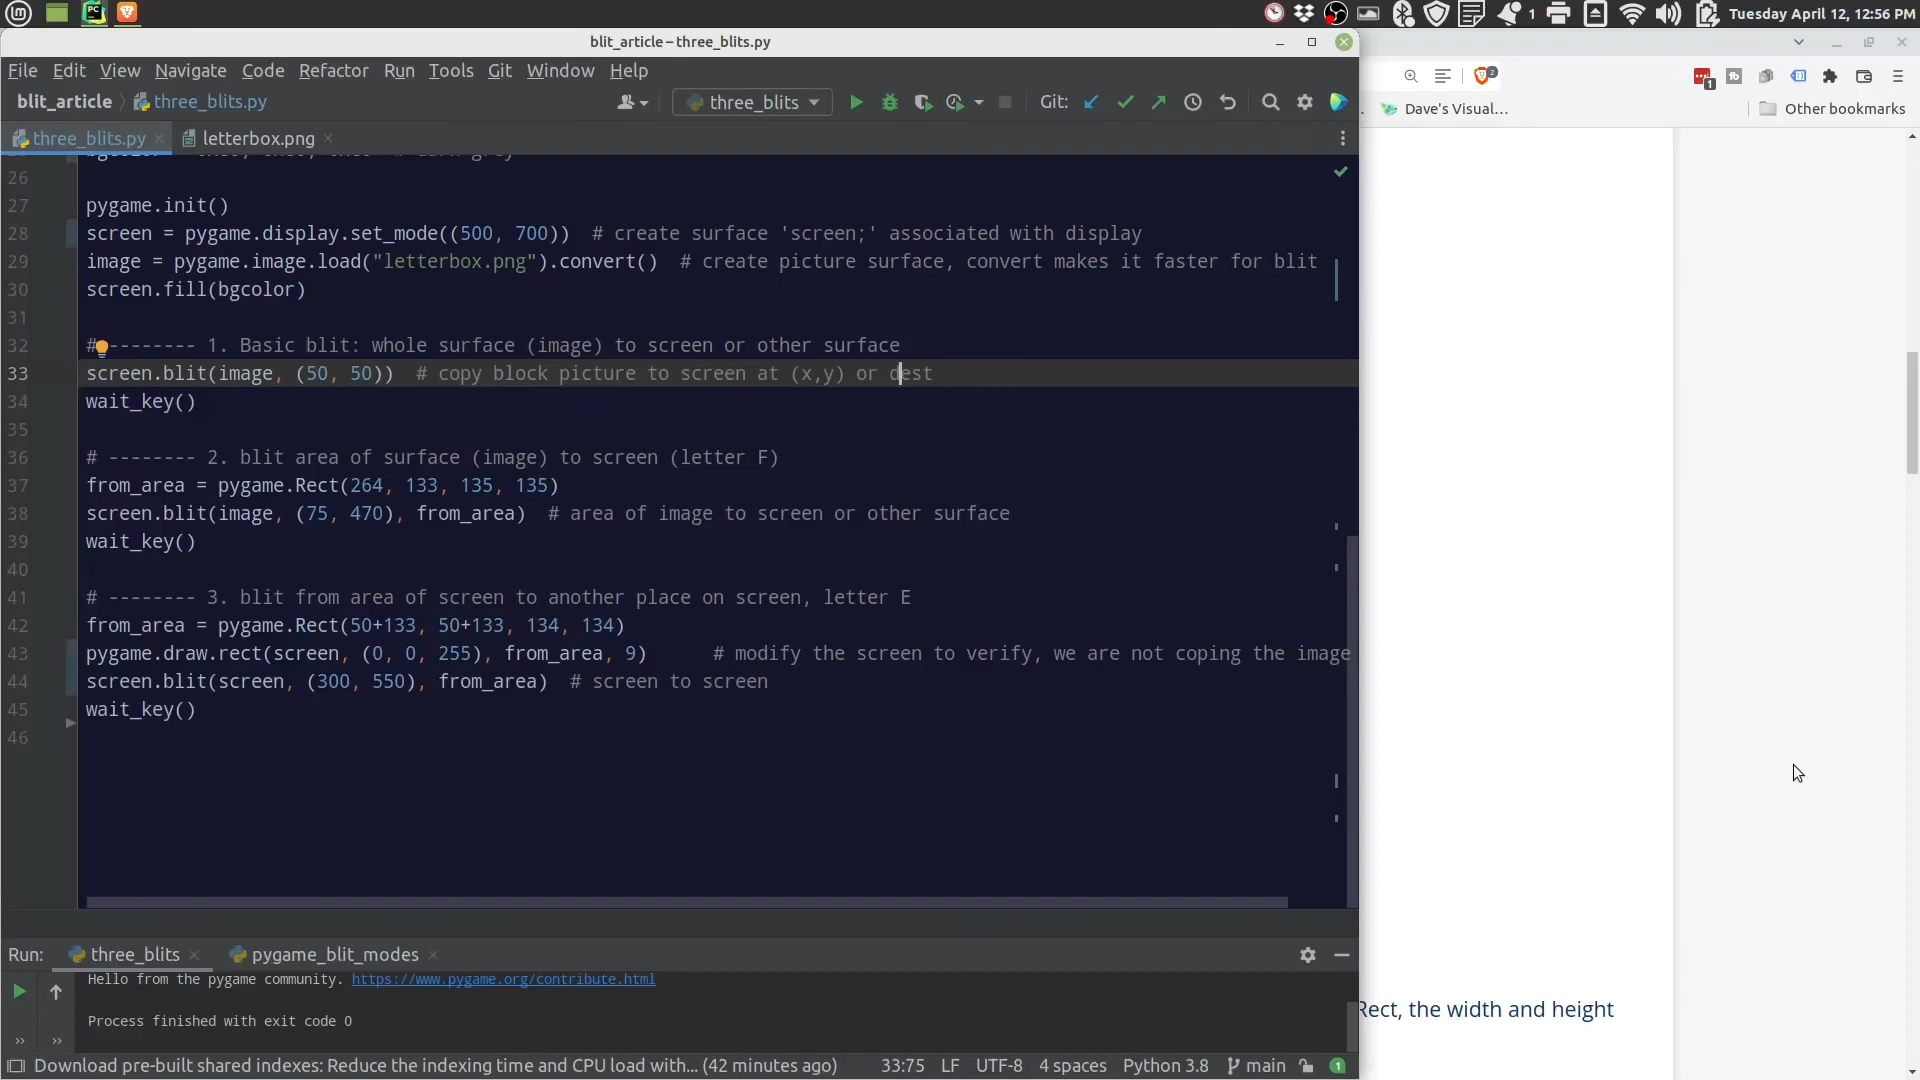 Tuesday April 12, 12:56 PM
blit_article – three_blits.py
File Edit View Navigate Code Refactor Run Tools Git Window Help
blit_article three_blits.py
three_blits
Git:
three_blits.py letterbox.png
26
27 pygame.init()
28 screen = pygame.display.set_mode((500, 700))  # create surface 'screen;' associated with display
29 image = pygame.image.load("letterbox.png").convert()  # create picture surface, convert makes it faster for blit
30 screen.fill(bgcolor)
31
32 # -------- 1. Basic blit: whole surface (image) to screen or other surface
33 screen.blit(image, (50, 50))  # copy block picture to screen at (x,y) or dest
34 wait_key()
35
36 # -------- 2. blit area of surface (image) to screen (letter F)
37 from_area = pygame.Rect(264, 133, 135, 135)
38 screen.blit(image, (75, 470), from_area)  # area of image to screen or other surface
39 wait_key()
40
41 # -------- 3. blit from area of screen to another place on screen, letter E
42 from_area = pygame.Rect(50+133, 50+133, 134, 134)
43 pygame.draw.rect(screen, (0, 0, 255), from_area, 9)      # modify the screen to verify, we are not coping the image
44 screen.blit(screen, (300, 550), from_area)  # screen to screen
45 wait_key()
46
Run: three_blits pygame_blit_modes
Hello from the pygame community. https://www.pygame.org/contribute.html
Process finished with exit code 0
Download pre-built shared indexes: Reduce the indexing time and CPU load with... (42 minutes ago) 33:75 LF UTF-8 4 spaces Python 3.8 main 1
Dave's Visual... Other bookmarks
Rect, the width and height